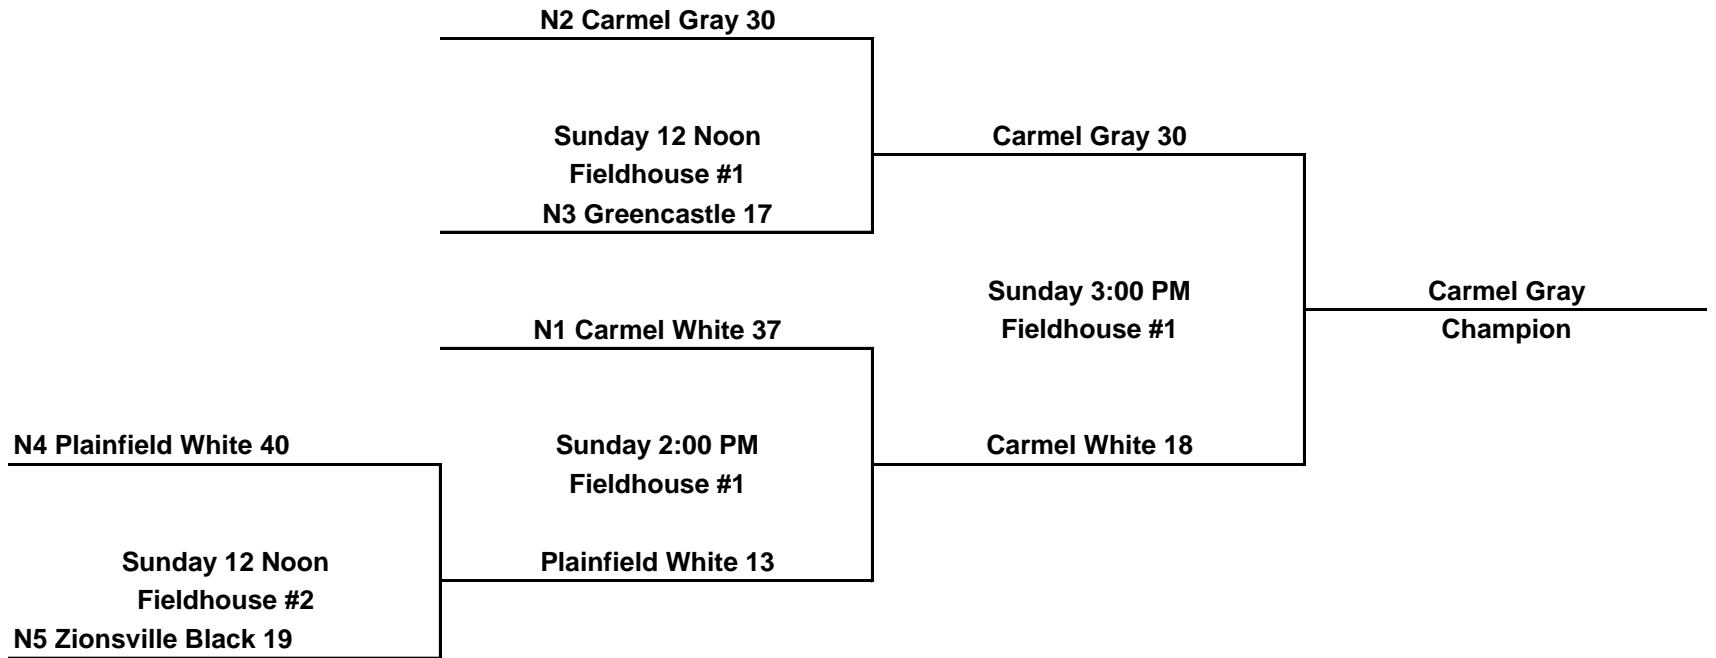 N2 Carmel Gray 30
Sunday 12 Noon
Fieldhouse #1
N3 Greencastle 17
Carmel Gray 30
N1 Carmel White 37
Sunday 3:00 PM
Fieldhouse #1
Carmel Gray
Champion
N4 Plainfield White 40
Sunday 2:00 PM
Fieldhouse #1
Carmel White 18
Sunday 12 Noon
Fieldhouse #2
Plainfield White 13
N5 Zionsville Black 19